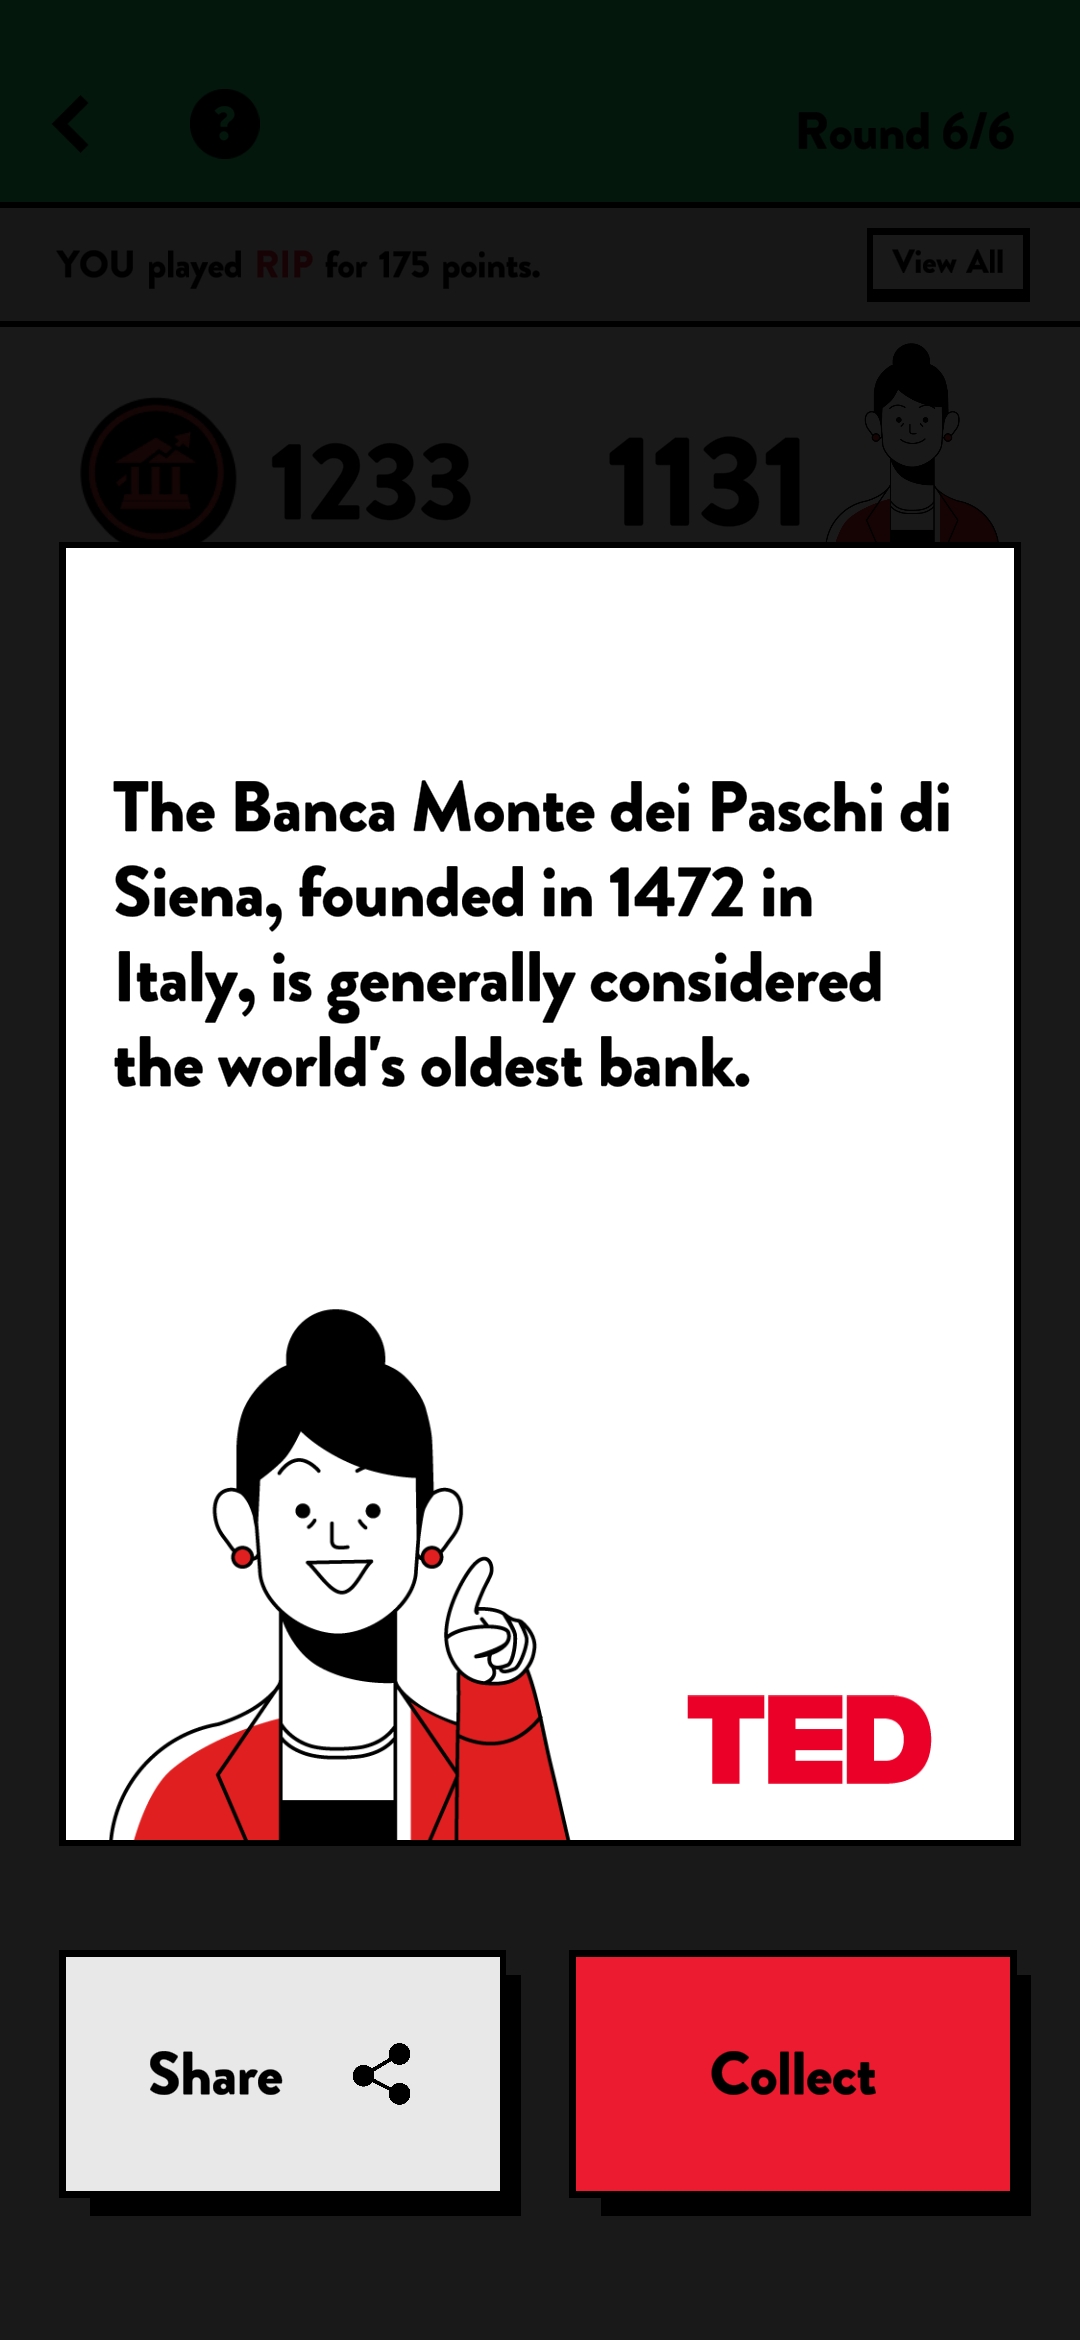 ?
Round 6/6
YOU played RIP for 175 points.
View All
1233
1131
The Banca Monte dei Paschi di
Siena, founded in 1472 in
Italy, is generally considered
the world's oldest bank.
TED
Share
Collect